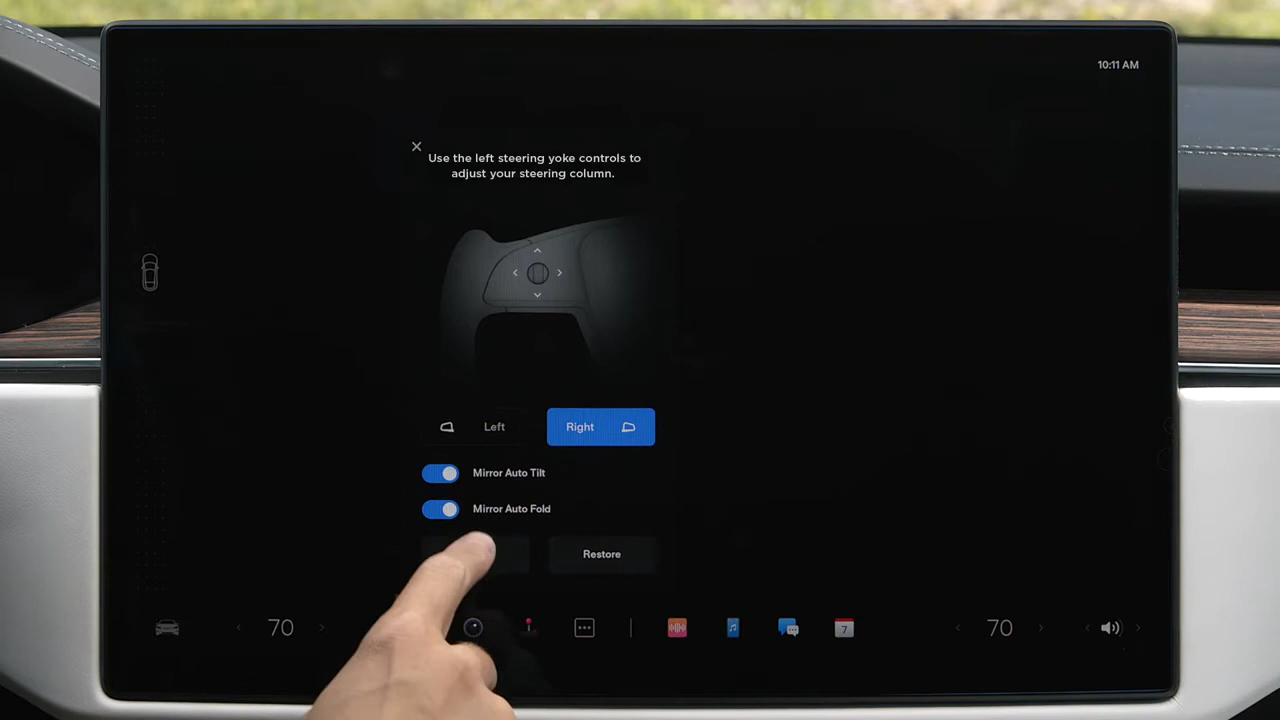 10:11 AM
Use the left steering yoke controls to
adjust your steering column.
Left
Right
Mirror Auto Tilt
Mirror Auto Fold
Restore
70
7
70